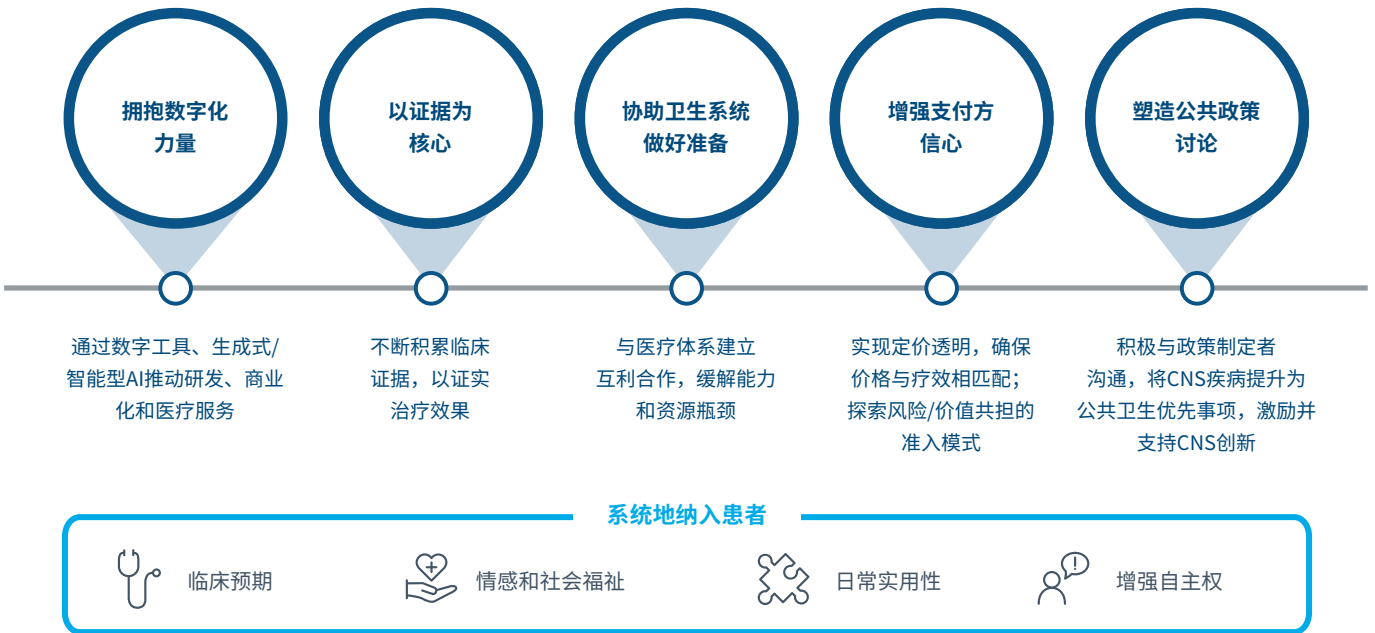 拥抱数字化
力量
以证据为
核心
协助卫生系统
做好准备
增强支付方
信心
塑造公共政策
讨论
通过数字工具、生成式/
智能型AI推动研发、商业
化和医疗服务
不断积累临床
证据，以证实
治疗效果
与医疗体系建立
互利合作，缓解能力
和资源瓶颈
实现定价透明，确保
价格与疗效相匹配；
探索风险/价值共担的
准入模式
积极与政策制定者
沟通，将CNS疾病提升为
公共卫生优先事项，激励并
支持CNS创新
系统地纳入患者
临床预期
情感和社会福祉
日常实用性
增强自主权